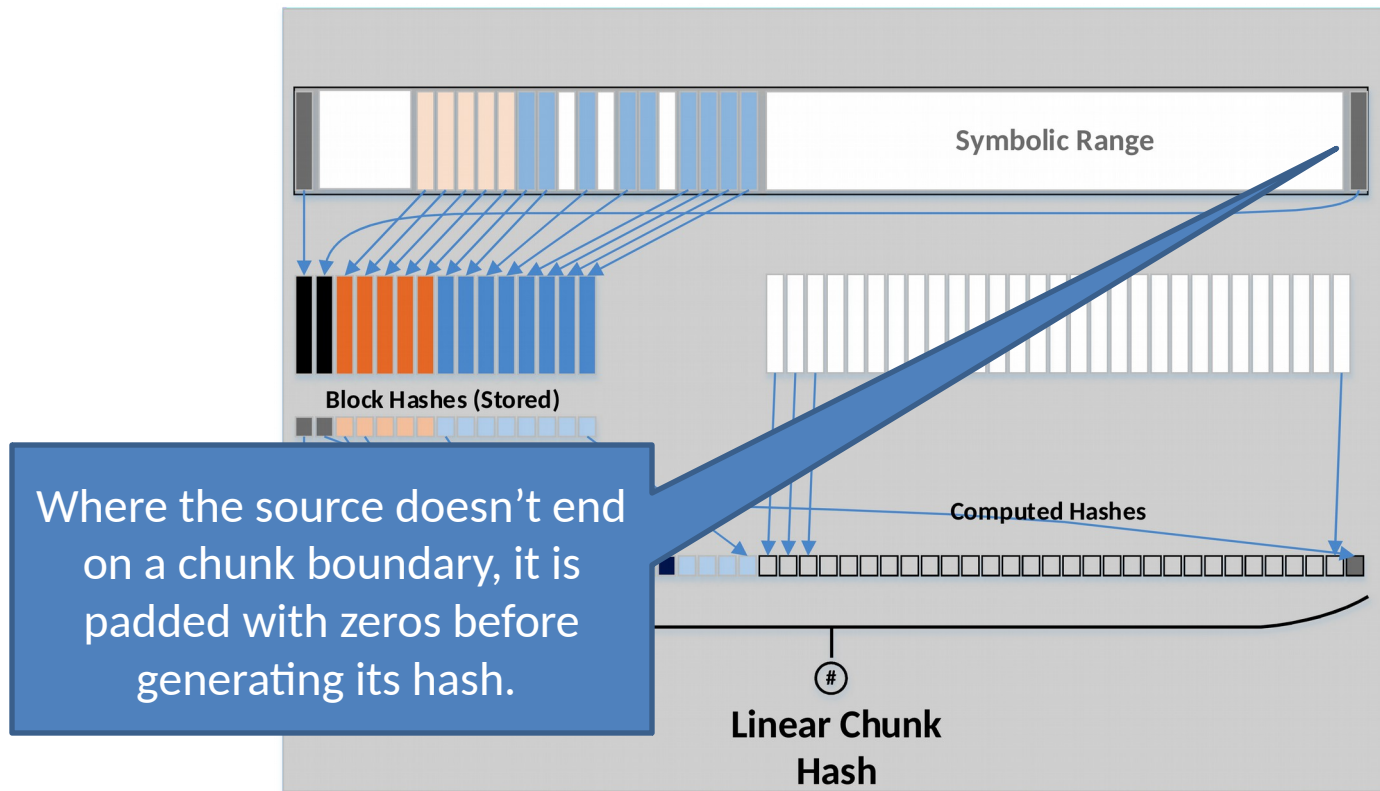 Symbolic Range
Block Hashes (Stored)
Where the source doesn’t end
on a chunk boundary, it is
padded with zeros before
generating its hash.
Computed Hashes
#
Linear Chunk
Hash